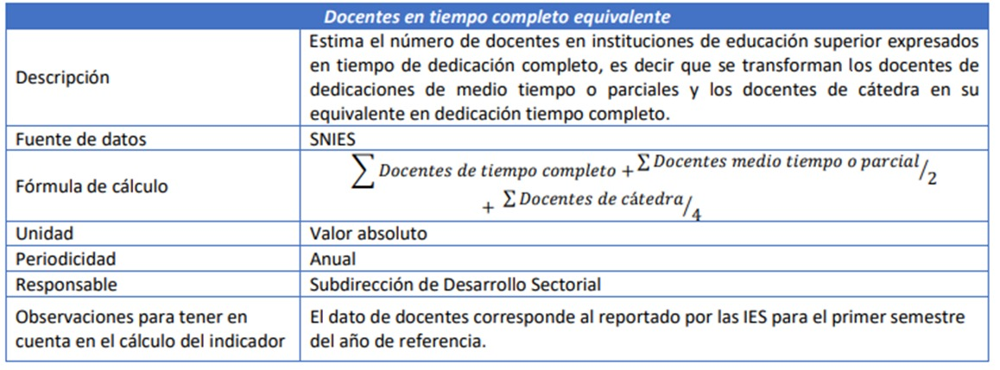 Docentes en tiempo completo equivalente
Descripción
Estima el número de docentes en instituciones de educación superior expresados
en tiempo de dedicación completo, es decir que se transforman los docentes de
dedicaciones de medio tiempo o parciales y los docentes de cátedra en su
equivalente en dedicación tiempo completo.
Fuente de datos
SNIES
Fórmula de cálculo
∑ Docentes de tiempo completo + ∑ Docentes medio tiempo o parcial/2
+ ∑ Docentes de cátedra/4
Unidad
Valor absoluto
Periodicidad
Anual
Responsable
Subdirección de Desarrollo Sectorial
Observaciones para tener en
cuenta en el cálculo del indicador
El dato de docentes corresponde al reportado por las IES para el primer semestre
del año de referencia.